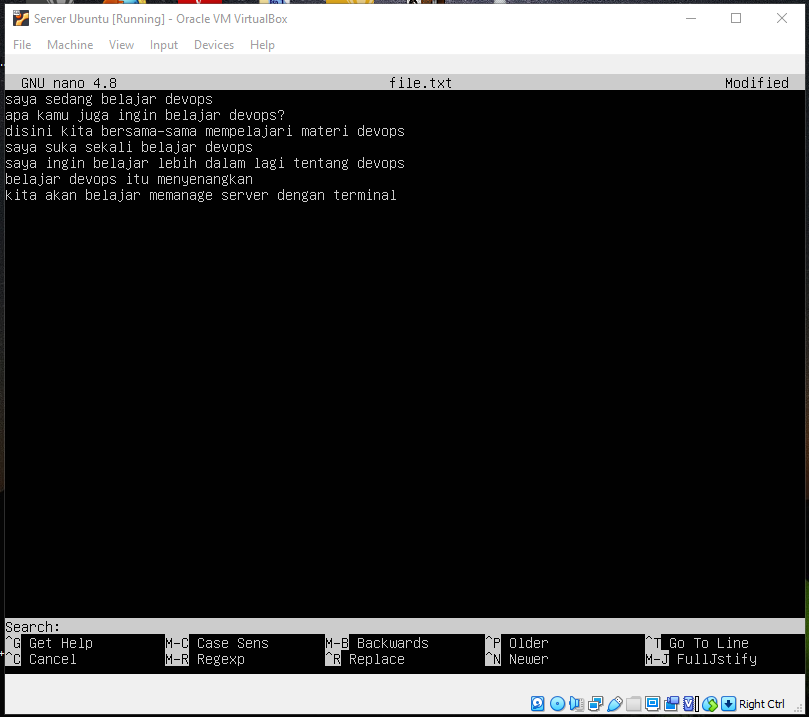 Server Ubuntu [Running] - Oracle VM VirtualBox
File Machine View Input Devices Help
GNU nano 4.8 file.txt Modified
saya sedang belajar devops
apa kamu juga ingin belajar devops?
disini kita bersama-sama mempelajari materi devops
saya suka sekali belajar devops
saya ingin belajar lebih dalam lagi tentang devops
belajar devops itu menyenangkan
kita akan belajar memanage server dengan terminal
Search:
^G Get Help M-C Case Sens M-B Backwards ^P Older ^T Go To Line
^C Cancel M-R Regexp ^R Replace ^N Newer M-J FullJstify
Right Ctrl